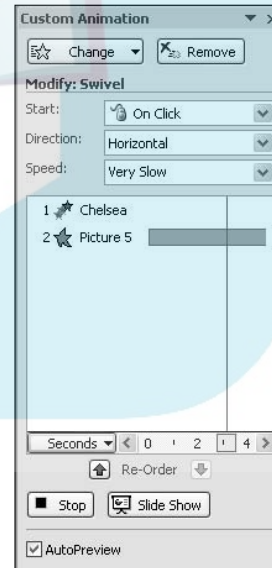 Custom Animation
Change Remove
Modify: Swivel
Start: On Click
Direction: Horizontal
Speed: Very Slow
1 Chelsea
2 Picture 5
Seconds 0 2 4
Re-Order
Stop Slide Show
AutoPreview